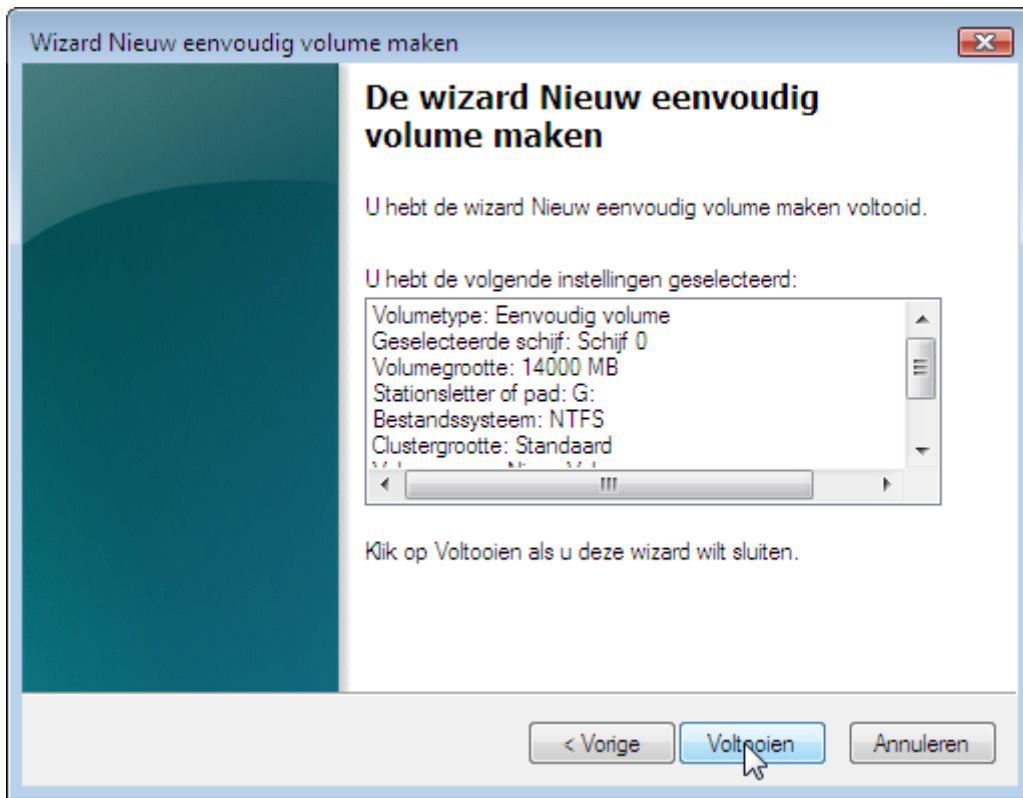 Wizard Nieuw eenvoudig volume maken
De wizard Nieuw eenvoudig
volume maken
U hebt de wizard Nieuw eenvoudig volume maken voltooid.
U hebt de volgende instellingen geselecteerd:
Volumetype: Eenvoudig volume
Geselecteerde schijf: Schijf 0
Volumegrootte: 14000 MB
Stationsletter of pad: G:
Bestandssysteem: NTFS
Clustergrootte: Standaard
Klik op Voltooien als u deze wizard wilt sluiten.
< Vorige Voltooien Annuleren